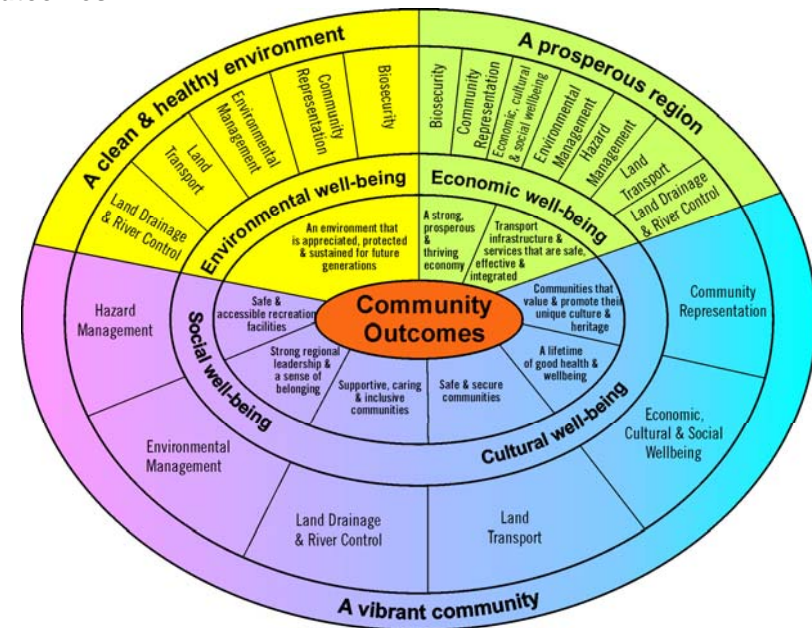 A clean & healthy environment
Land Drainage
& River Control
Land
Transport
Environmental
Management
Community
Representation
Biosecurity
A prosperous region
Biosecurity
Community
Representation
Economic, cultural
& social wellbeing
Environmental
Management
Hazard
Management
Land
Transport
Land Drainage
& River Control
Environmental well-being
Economic well-being
An environment that
is appreciated, protected
& sustained for future
generations
A strong,
prosperous
&
thriving
economy
Transport
infrastructure &
services that are safe,
effective &
integrated
Community
Outcomes
Safe &
accessible recreation
facilities
Strong regional
leadership &
a sense of
belonging
Supportive, caring
& inclusive
communities
Safe & secure
communities
A lifetime
of good health &
wellbeing
Communities that
value & promote their
unique culture &
heritage
Social well-being
Cultural well-being
Hazard
Management
Environmental
Management
Land Drainage
& River Control
Land
Transport
Economic,
Cultural & Social
Wellbeing
Community
Representation
A vibrant community